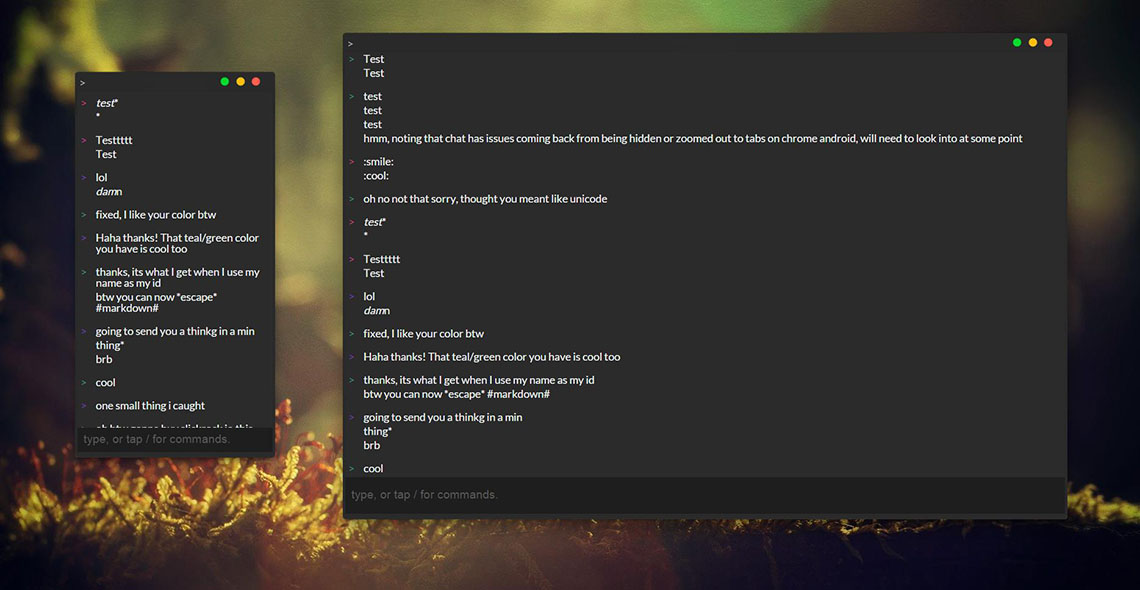 >
> test*
*
> Testtttt
Test
> lol
damn
> fixed, I like your color btw
> Haha thanks! That teal/green color
you have is cool too
> thanks, its what I get when I use my
name as my id
btw you can now *escape*
#markdown#
> going to send you a thinkg in a min
thing*
brb
> cool
> one small thing i caught
type, or tap / for commands.
>
> Test
Test
> test
test
test
hmm, noting that chat has issues coming back from being hidden or zoomed out to tabs on chrome android, will need to look into at some point
> :smile:
:cool:
> oh no not that sorry, thought you meant like unicode
> test*
*
> Testtttt
Test
> lol
damn
> fixed, I like your color btw
> Haha thanks! That teal/green color you have is cool too
> thanks, its what I get when I use my name as my id
btw you can now *escape* #markdown#
> going to send you a thinkg in a min
thing*
brb
> cool
type, or tap / for commands.